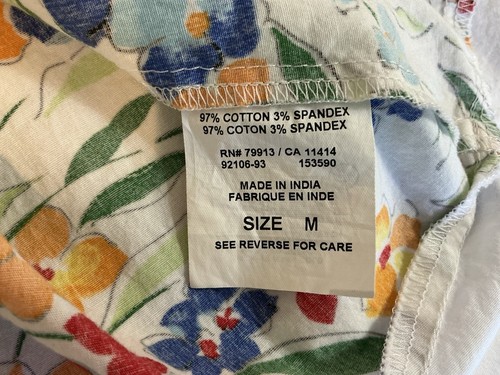 97% COTTON 3% SPANDEX
97% COTON 3% SPANDEX
RN# 79913 / CA 11414
92106-93 153590
MADE IN INDIA
FABRIQUE EN INDE
SIZE M
SEE REVERSE FOR CARE